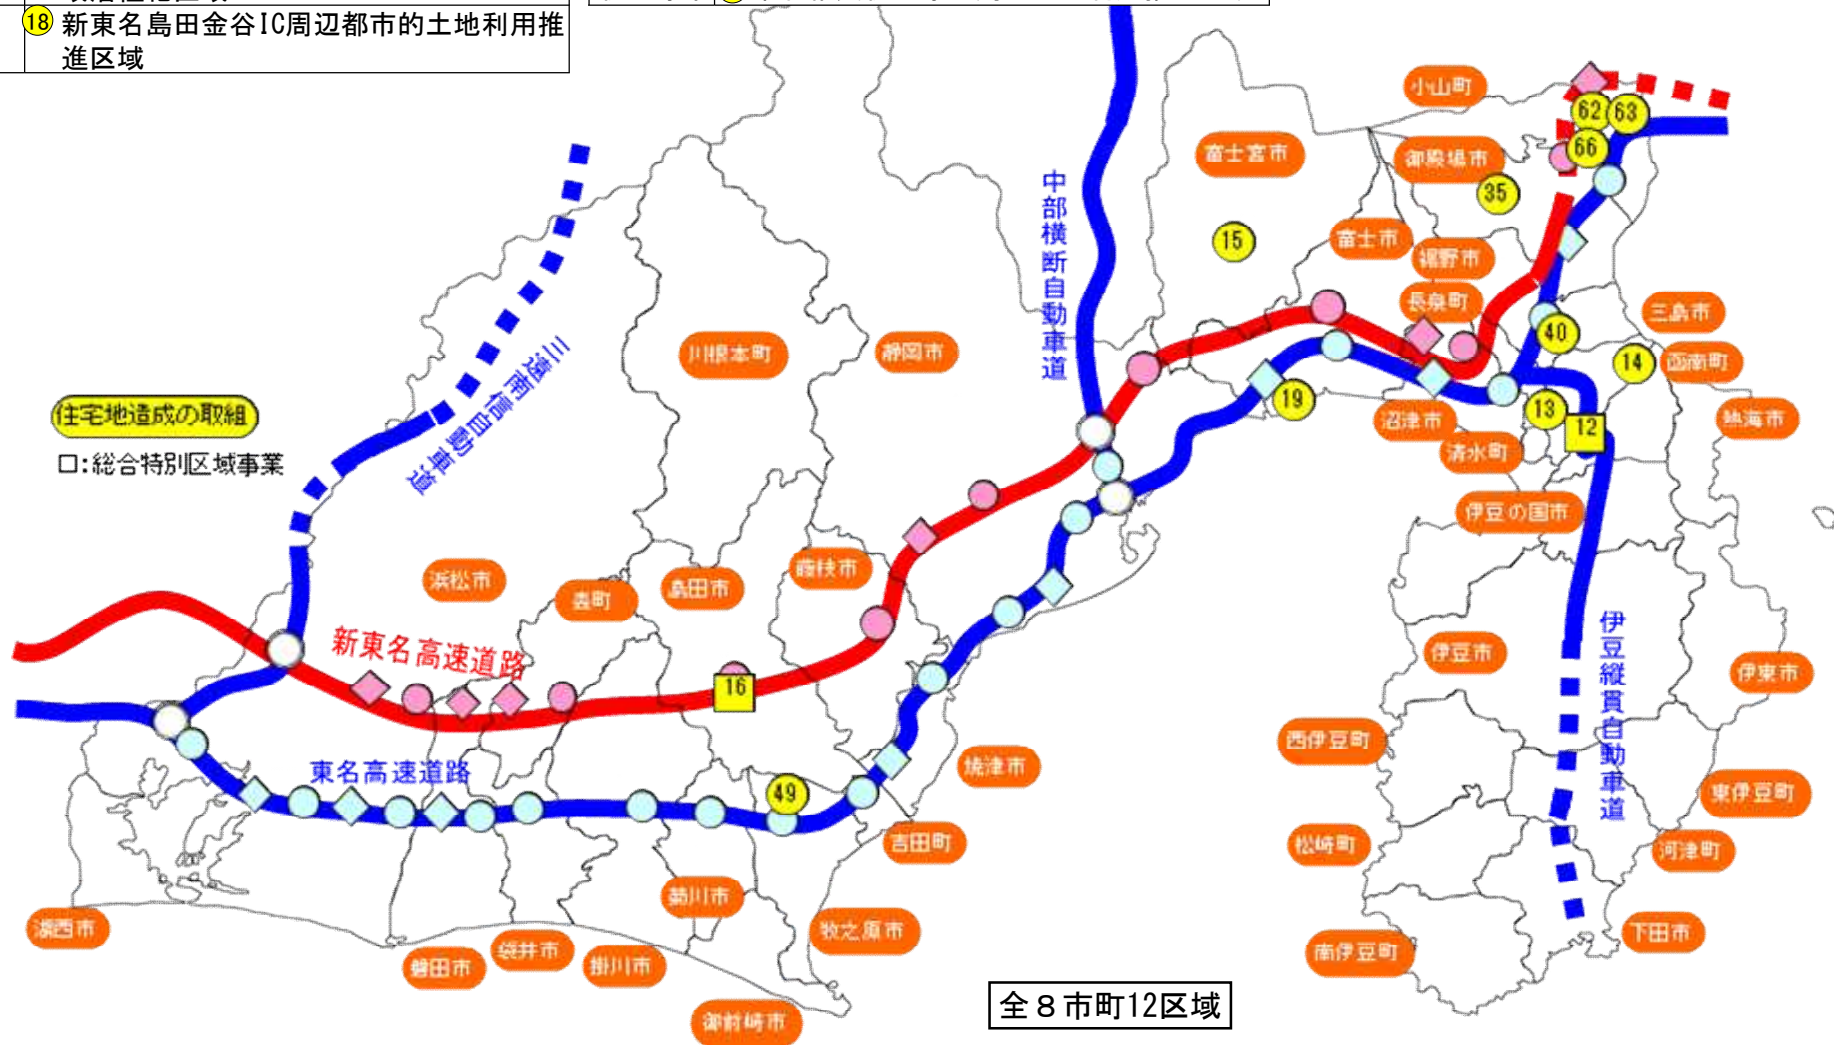 18 新東名島田金谷IC周辺都市的土地利用推
進区域
小山町
62
63
66
御殿場市
35
富士宮市
15
富士市
裾野市
長泉町
中部横断自動車道
三島市
40
14
函南町
熱海市
沼津市
19
13
12
清水町
伊豆の国市
川根本町
静岡市
三遠南信自動車道
住宅地造成の取組
□:総合特別区域事業
浜松市
森町
島田市
藤枝市
新東名高速道路
16
伊豆市
伊豆縦貫自動車道
伊東市
西伊豆町
東名高速道路
49
焼津市
東伊豆町
吉田町
松崎町
河津町
菊川市
湖西市
牧之原市
下田市
磐田市
袋井市
掛川市
南伊豆町
御前崎市
全8市町12区域